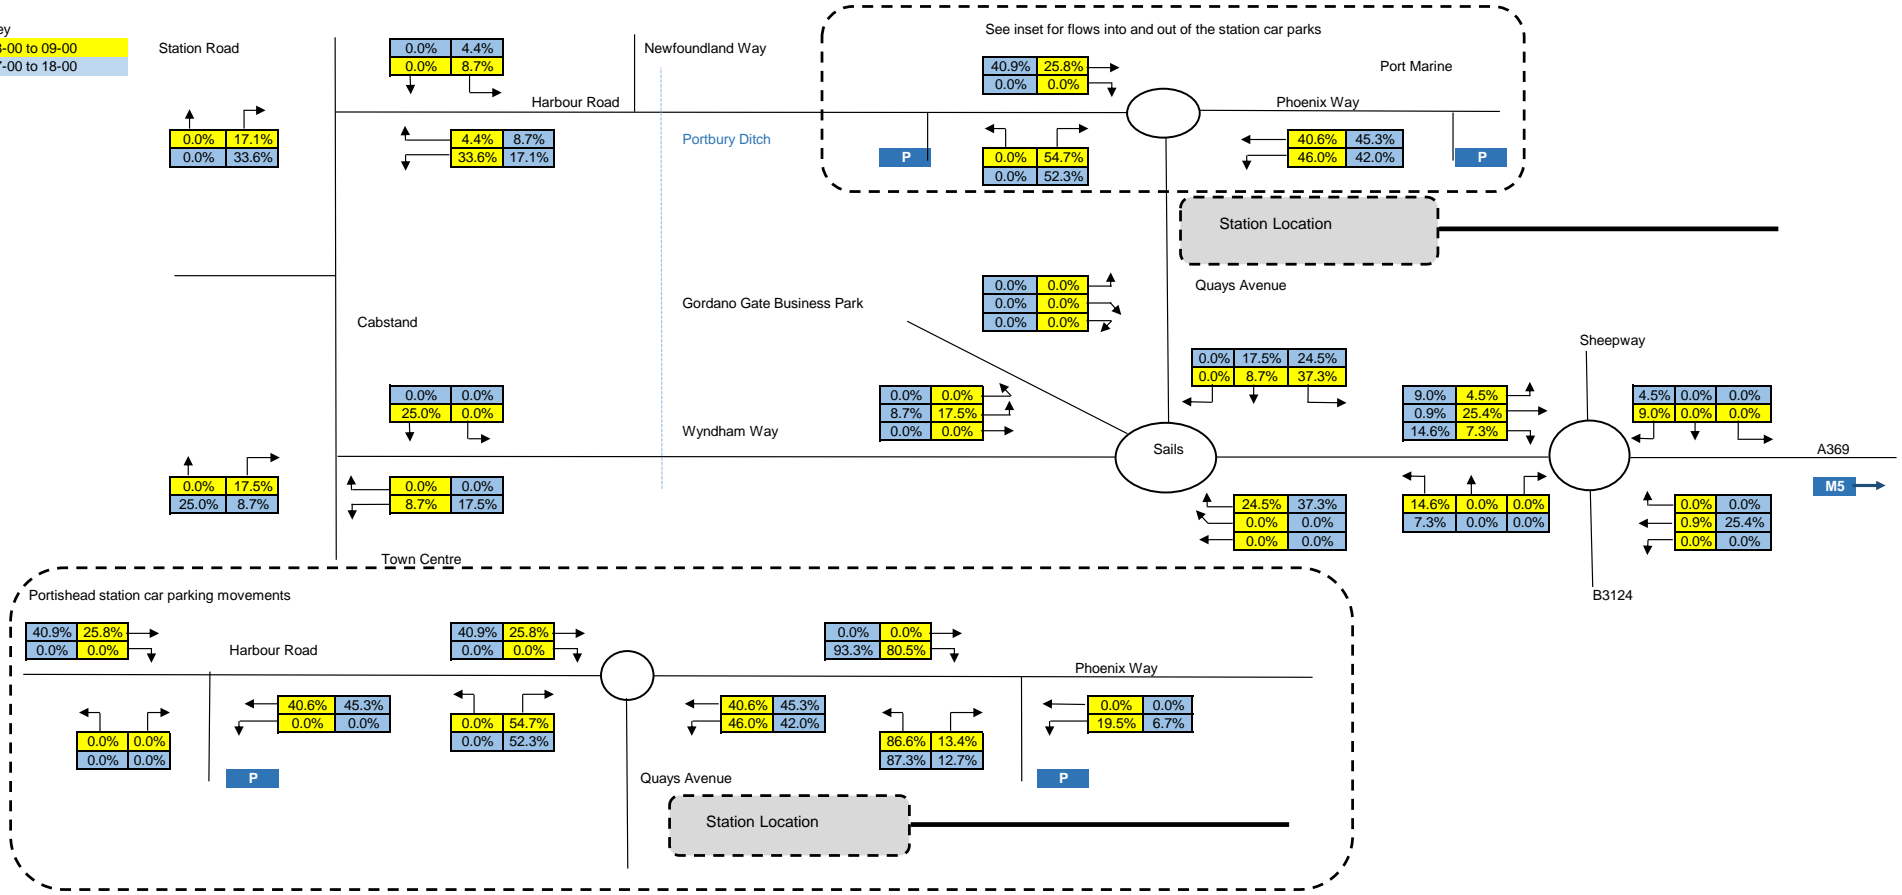 ey
-00 to 09-00
-00 to 18-00
Station Road
0.0% 4.4%
0.0% 8.7%
Newfoundland Way
See inset for flows into and out of the station car parks
40.9% 25.8%
0.0% 0.0%
Port Marine
Harbour Road
Phoenix Way
0.0% 17.1%
0.0% 33.6%
4.4% 8.7%
33.6% 17.1%
Portbury Ditch
P
0.0% 54.7%
0.0% 52.3%
40.6% 45.3%
46.0% 42.0%
P
Station Location
Quays Avenue
0.0% 0.0%
0.0% 0.0%
0.0% 0.0%
Gordano Gate Business Park
Cabstand
Sheepway
0.0% 17.5% 24.5%
0.0% 8.7% 37.3%
0.0% 0.0%
25.0% 0.0%
0.0% 0.0%
8.7% 17.5%
0.0% 0.0%
9.0% 4.5%
0.9% 25.4%
14.6% 7.3%
4.5% 0.0% 0.0%
9.0% 0.0% 0.0%
Wyndham Way
Sails
A369
0.0% 17.5%
25.0% 8.7%
0.0% 0.0%
8.7% 17.5%
24.5% 37.3%
0.0% 0.0%
0.0% 0.0%
14.6% 0.0% 0.0%
7.3% 0.0% 0.0%
0.0% 0.0%
0.9% 25.4%
0.0% 0.0%
M5
Town Centre
B3124
Portishead station car parking movements
40.9% 25.8%
0.0% 0.0%
Harbour Road
40.9% 25.8%
0.0% 0.0%
0.0% 0.0%
93.3% 80.5%
Phoenix Way
0.0% 0.0%
0.0% 0.0%
40.6% 45.3%
0.0% 0.0%
0.0% 54.7%
0.0% 52.3%
40.6% 45.3%
46.0% 42.0%
86.6% 13.4%
87.3% 12.7%
0.0% 0.0%
19.5% 6.7%
P
Quays Avenue
P
Station Location